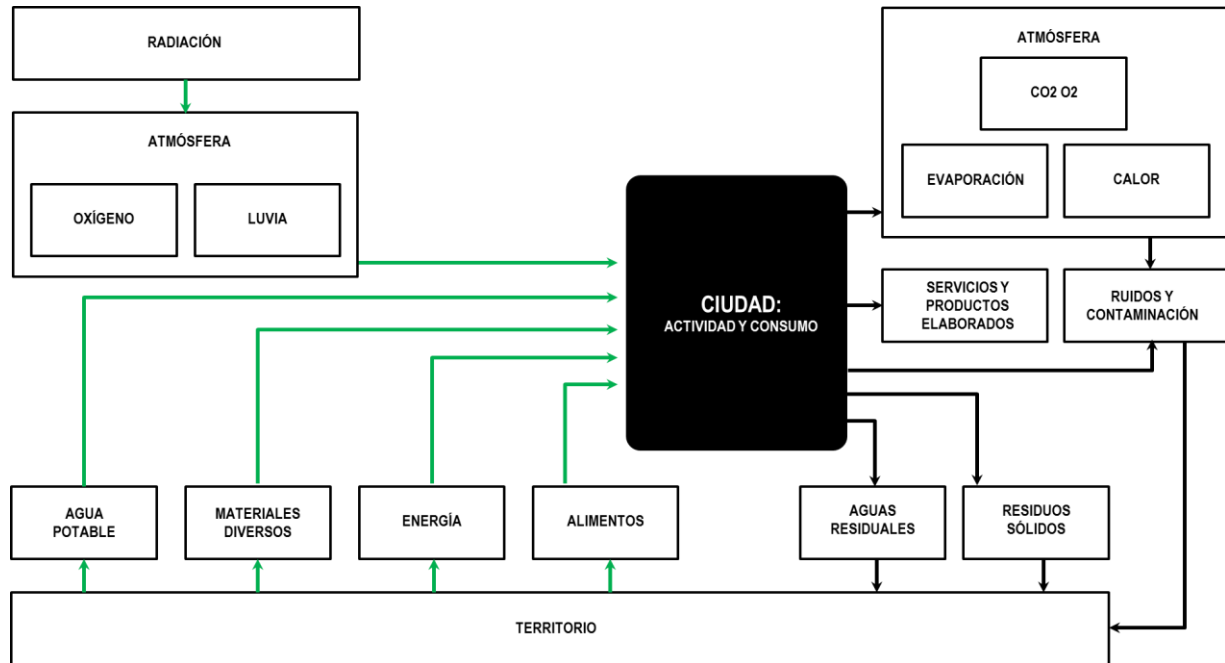 RADIACIÓN
ATMÓSFERA
OXÍGENO
LUVIA
ATMÓSFERA
CO2 O2
EVAPORACIÓN
CALOR
CIUDAD:
ACTIVIDAD Y CONSUMO
SERVICIOS Y
PRODUCTOS
ELABORADOS
RUIDOS Y
CONTAMINACIÓN
AGUA
POTABLE
MATERIALES
DIVERSOS
ENERGÍA
ALIMENTOS
AGUAS
RESIDUALES
RESIDUOS
SÓLIDOS
TERRITORIO